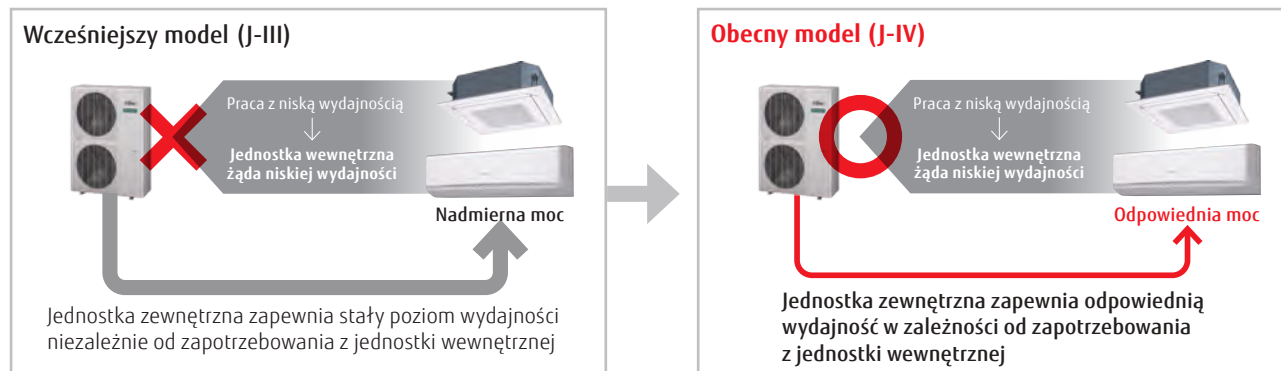 Wcześniejszy model (J-III)
Praca z niską wydajnością
Jednostka wewnętrzna
żąda niskiej wydajności
Nadmierna moc
Jednostka zewnętrzna zapewnia stały poziom wydajności
niezależnie od zapotrzebowania z jednostki wewnętrznej
Obecny model (J-IV)
Praca z niską wydajnością
Jednostka wewnętrzna
żąda niskiej wydajności
Odpowiednia moc
Jednostka zewnętrzna zapewnia odpowiednią
wydajność w zależności od zapotrzebowania
z jednostki wewnętrznej